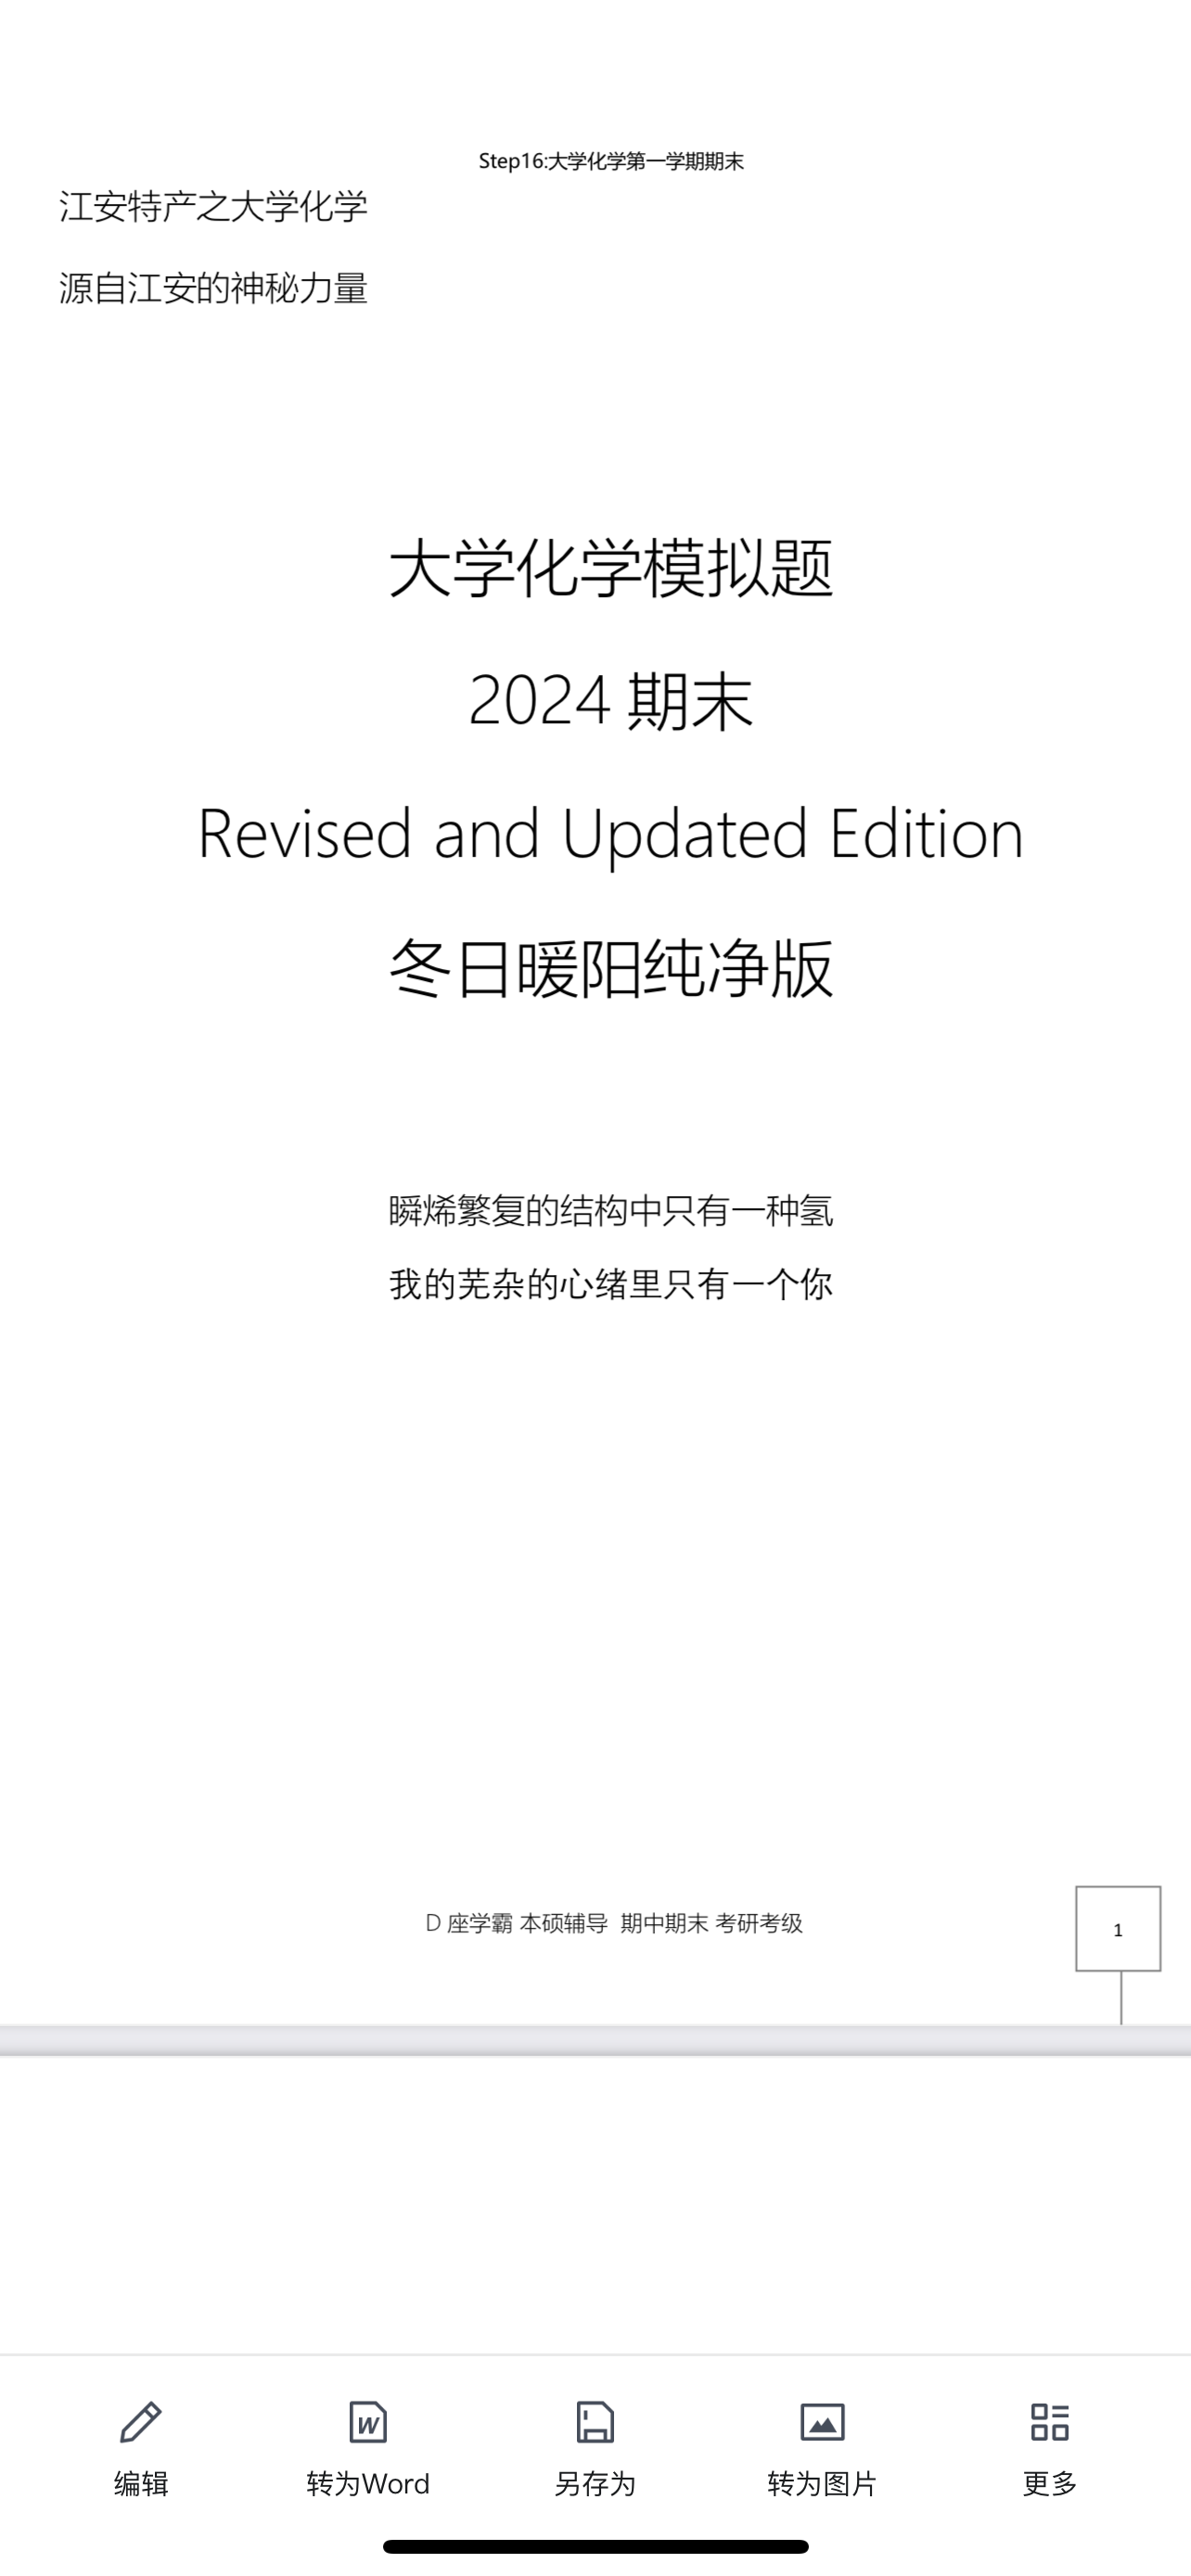 Step16:大学化学第一学期期末
江安特产之大学化学
源自江安的神秘力量
大学化学模拟题
2024 期末
Revised and Updated Edition
冬日暖阳纯净版
瞬烯繁复的结构中只有一种氢
我的芜杂的心绪里只有一个你
D 座学霸 本硕辅导 期中期末 考研考级
1
编辑
转为Word
另存为
转为图片
更多